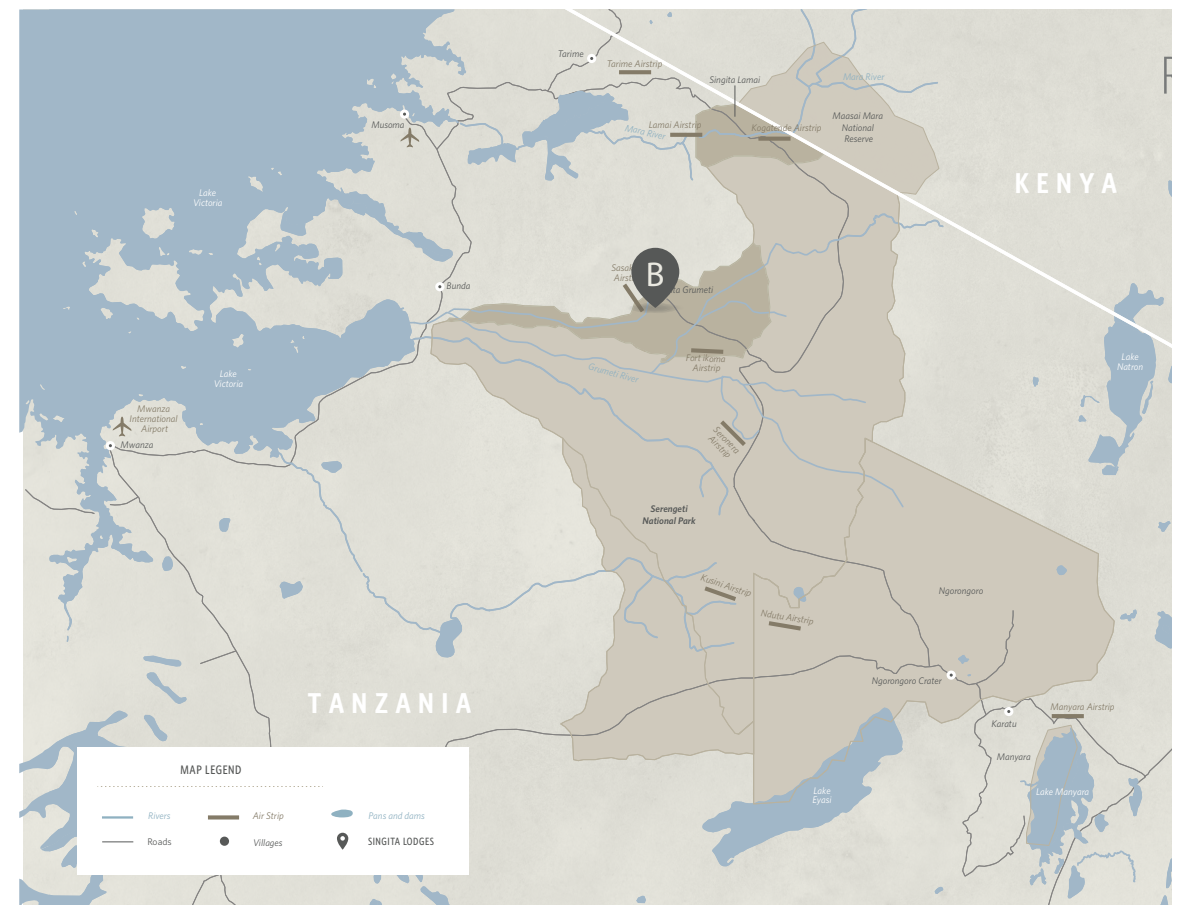 Tarime
Tarime Airstrip
Singita Lamai
Mara River
Musoma
Mara River
Lamai Airstrip
Kogatende Airstrip
Maasai Mara
National
Reserve
KENYA
Lake
Victoria
Bunda
B
Grumeti
Lake
Natron
Lake
Victoria
Grumeti River
Fort Ikoma
Airstrip
Mwanza
International
Airport
Mwanza
Seronera
Airstrip
Serengeti
National Park
Kusini Airstrip
Nduta Airstrip
Ngorongoro
Ngorongoro Crater
TANZANIA
Karatu
Manyara Airstrip
Manyara
Lake
Eyasi
Lake Manyara
MAP LEGEND
Rivers
Air Strip
Pans and dams
Roads
Villages
SINGITA LODGES